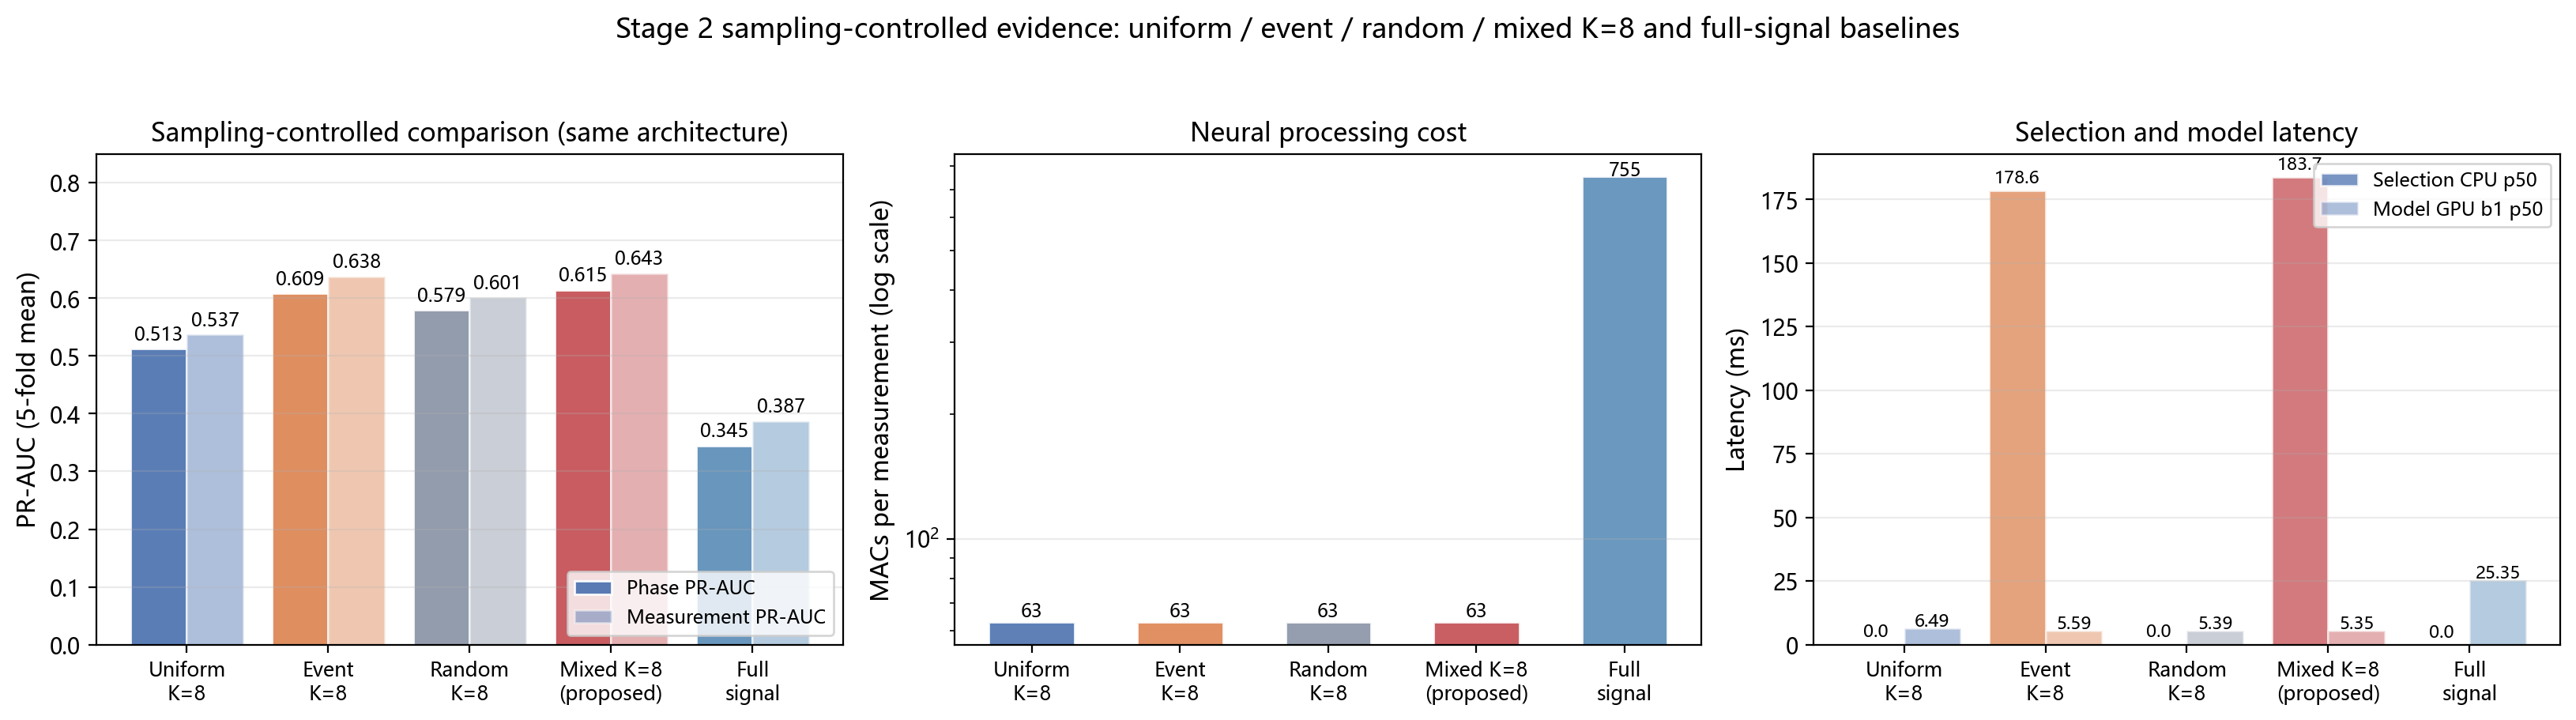 Stage 2 sampling-controlled evidence: uniform / event / random / mixed K=8 and full-signal baselines
Sampling-controlled comparison (same architecture)
PR-AUC (5-fold mean)
0.8
0.7
0.6
0.5
0.4
0.3
0.2
0.1
0.0
0.513
0.537
0.609
0.638
0.579
0.601
0.615
0.643
0.345
0.387
Phase PR-AUC
Measurement PR-AUC
Uniform
K=8
Event
K=8
Random
K=8
Mixed K=8
(proposed)
Full
signal
Neural processing cost
MACs per measurement (log scale)
10²
63
63
63
63
755
Uniform
K=8
Event
K=8
Random
K=8
Mixed K=8
(proposed)
Full
signal
Selection and model latency
Latency (ms)
175
150
125
100
75
50
25
0
0.0
6.49
178.6
5.59
0.0
5.39
183.7
5.35
0.0
25.35
Selection CPU p50
Model GPU b1 p50
Uniform
K=8
Event
K=8
Random
K=8
Mixed K=8
(proposed)
Full
signal